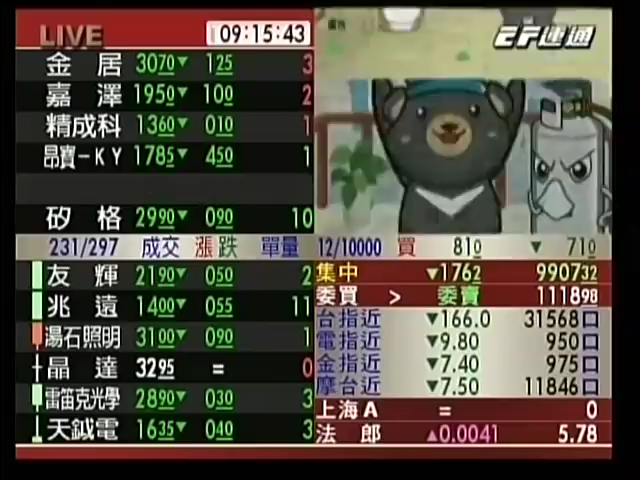 LIVE 09:15:43
廣告
EF速通
金居 3070▼ 125 3
嘉澤 1950▼ 100 2
精成科 1360▼ 010 1
昂寶-KY 1785▼ 450 1
矽格 2990▼ 090 10
231/297 成交 漲跌 單量
12/10000 買 810 ▼ 710
友輝 2190▼ 050 2
兆遠 1400▼ 055 11
湯石照明 3100▼ 090 1
晶達 3295 = 0
雷笛克光學 2890▼ 030 3
天鉞電 1635▼ 040 3
集中 ▼1762 990732
委買 > 委賣 111898
台指近 ▼166.0 31568口
電指近 ▼9.80 950口
金指近 ▼7.40 975口
摩台近 ▼7.50 11846口
上海A = 0
法郎 ▲0.0041 5.78